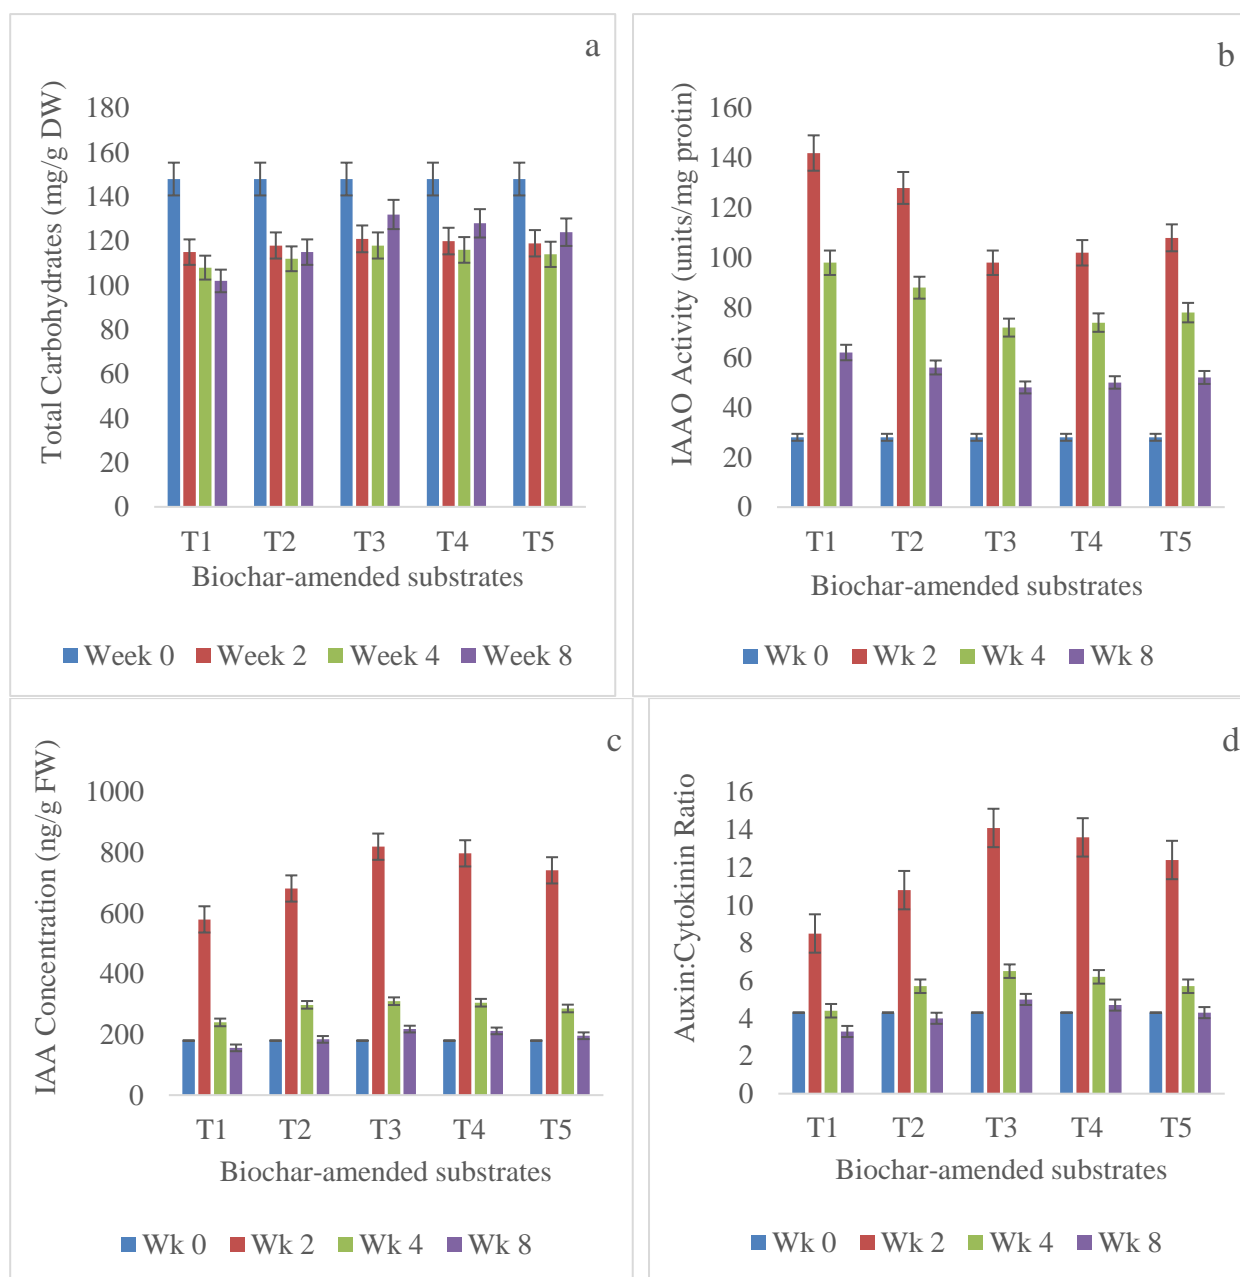 a
Total Carbohydrates (mg/g DW)
180
160
140
120
100
80
60
40
20
0
T1 T2 T3 T4 T5
Biochar-amended substrates
Week 0 Week 2 Week 4 Week 8
b
IAAO Activity (units/mg protin)
160
140
120
100
80
60
40
20
0
T1 T2 T3 T4 T5
Biochar-amended substrates
Wk 0 Wk 2 Wk 4 Wk 8
c
IAA Concentration (ng/g FW)
1000
800
600
400
200
0
T1 T2 T3 T4 T5
Biochar-amended substrates
Wk 0 Wk 2 Wk 4 Wk 8
d
Auxin:Cytokinin Ratio
16
14
12
10
8
6
4
2
0
T1 T2 T3 T4 T5
Biochar-amended substrates
Wk 0 Wk 2 Wk 4 Wk 8